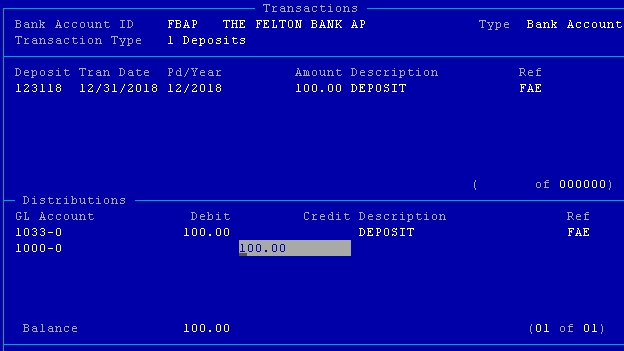 Transactions
Bank Account ID FBAP THE FELTON BANK AP Type Bank Account
Transaction Type 1 Deposits
Deposit Tran Date Pd/Year Amount Description Ref
123118 12/31/2018 12/2018 100.00 DEPOSIT FAE
( of 000000)
Distributions
GL Account Debit Credit Description Ref
1033-0 100.00 DEPOSIT FAE
1000-0 100.00
Balance 100.00 (01 of 01)